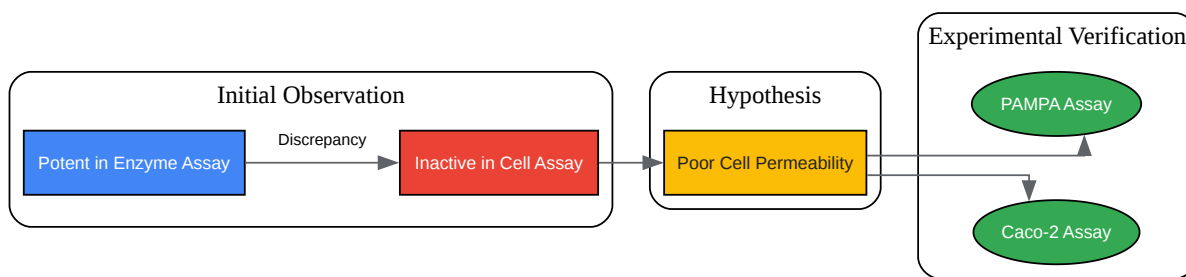 Initial Observation
Potent in Enzyme Assay
Discrepancy
Inactive in Cell Assay
Hypothesis
Poor Cell Permeability
Experimental Verification
PAMPA Assay
Caco-2 Assay